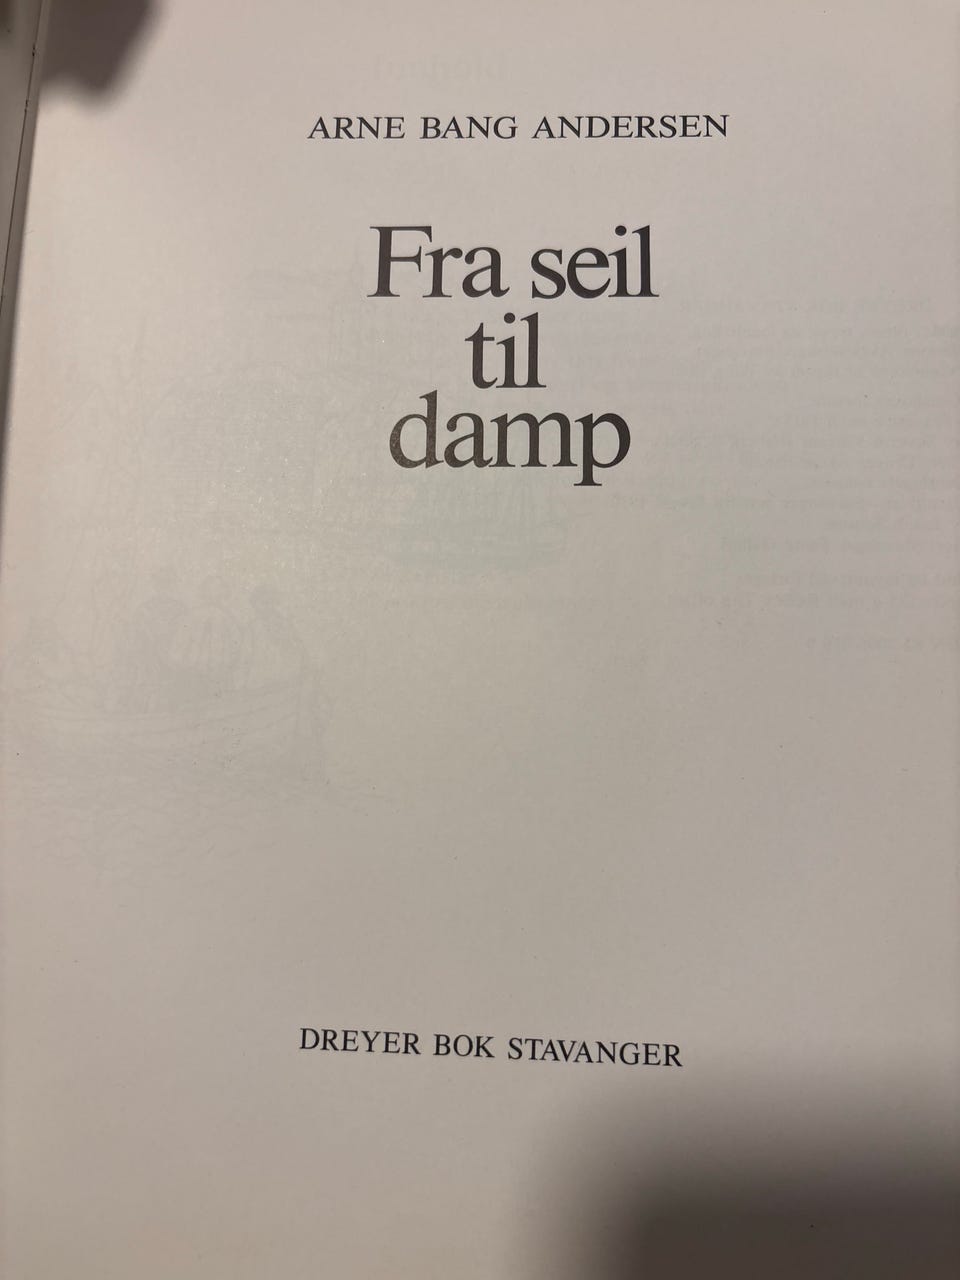 ARNE BANG ANDERSEN
Fra seil
til
damp
DREYER BOK STAVANGER